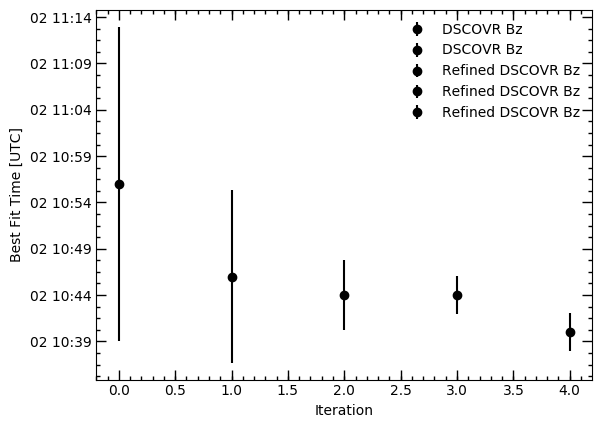 02 11:14
02 11:09
02 11:04
02 10:59
02 10:54
02 10:49
02 10:44
02 10:39
Best Fit Time [UTC]
DSCOVR Bz
DSCOVR Bz
Refined DSCOVR Bz
Refined DSCOVR Bz
Refined DSCOVR Bz
0.0 0.5 1.0 1.5 2.0 2.5 3.0 3.5 4.0
Iteration